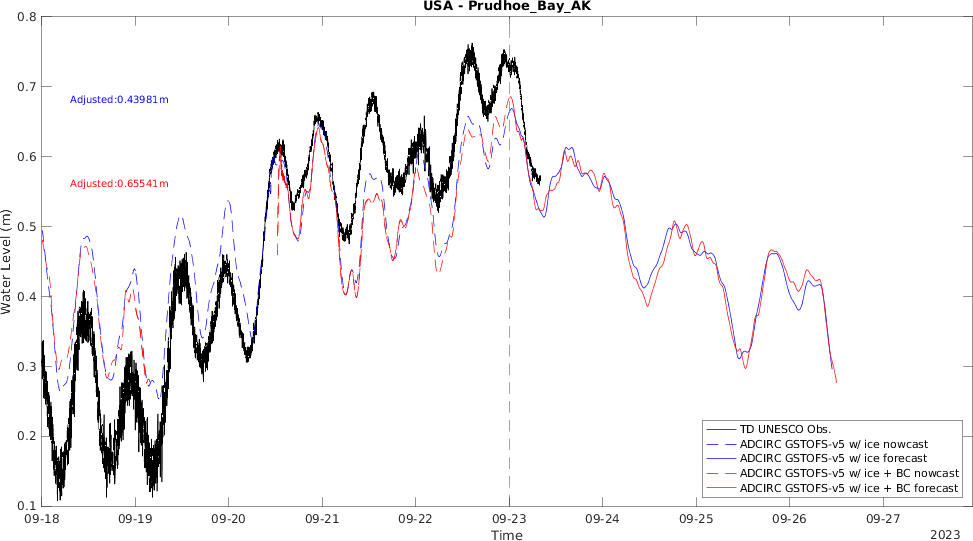 USA - Prudhoe_Bay_AK
0.8
0.7
0.6
0.5
0.4
0.3
0.2
0.1
Water Level (m)
Adjusted:0.43981m
Adjusted:0.65541m
TD UNESCO Obs.
ADCIRC GSTOFS-v5 w/ ice nowcast
ADCIRC GSTOFS-v5 w/ ice forecast
ADCIRC GSTOFS-v5 w/ ice + BC nowcast
ADCIRC GSTOFS-v5 w/ ice + BC forecast
09-18 09-19 09-20 09-21 09-22 09-23 09-24 09-25 09-26 09-27
Time
2023